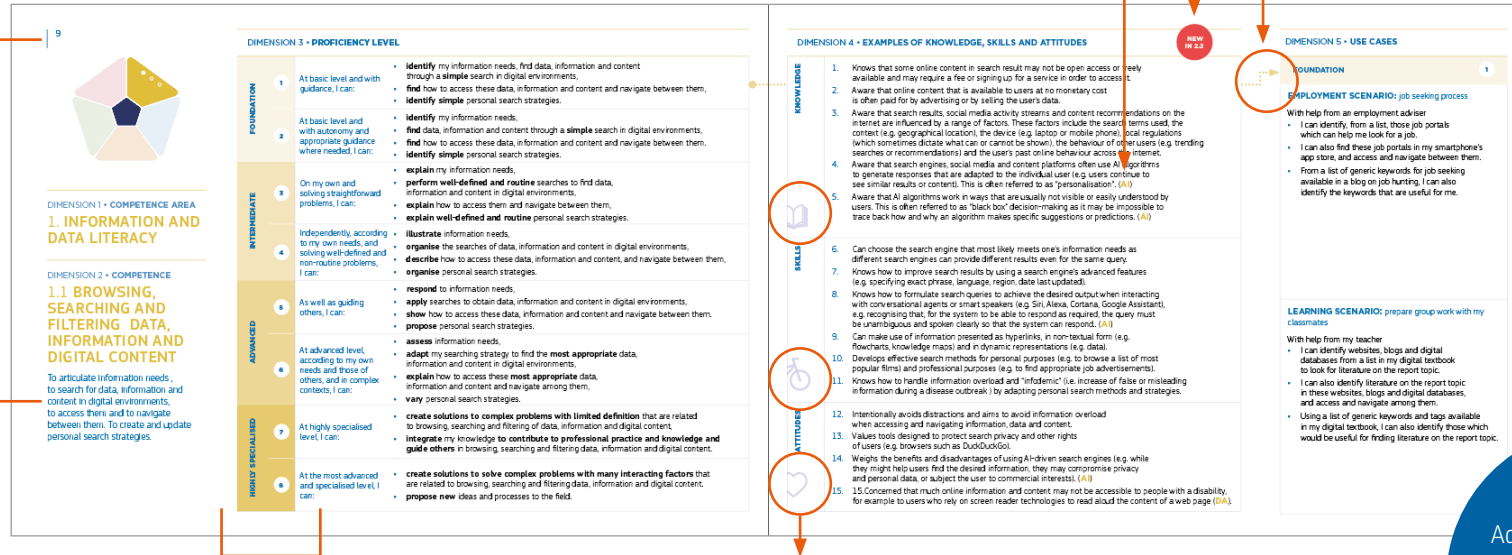 9
DIMENSION 1 • COMPETENCE AREA
1. INFORMATION AND
DATA LITERACY
DIMENSION 2 • COMPETENCE
1.1 BROWSING,
SEARCHING AND
FILTERING DATA,
INFORMATION AND
DIGITAL CONTENT
To articulate information needs,
to search for data, information and
content in digital environments,
to access them and to navigate
between them. To create and update
personal search strategies.
DIMENSION 3 • PROFICIENCY LEVEL
FOUNDATION
1
At basic level and with
guidance, I can:
• identify my information needs, find data, information and content
through a simple search in digital environments,
• find how to access these data, information and content and navigate between them,
• identify simple personal search strategies.
2
At basic level and
with autonomy and
appropriate guidance
where needed, I can:
• identify my information needs,
• find data, information and content through a simple search in digital environments,
• find how to access these data, information and content and navigate between them,
• identify simple personal search strategies.
INTERMEDIATE
3
On my own and
solving straightforward
problems, I can:
• explain my information needs,
• perform well-defined and routine searches to find data,
information and content in digital environments,
• explain how to access them and navigate between them,
• explain well-defined and routine personal search strategies.
4
Independently, according
to my own needs, and
solving well-defined and
non-routine problems,
I can:
• illustrate information needs,
• organise the searches of data, information and content in digital environments,
• describe how to access these data, information and content, and navigate between them,
• organise personal search strategies.
ADVANCED
5
As well as guiding
others, I can:
• respond to information needs,
• apply searches to obtain data, information and content in digital environments,
• show how to access these data, information and content and navigate between them.
• propose personal search strategies.
6
At advanced level,
according to my own
needs and those of
others, and in complex
contexts, I can:
• assess information needs,
• adapt my searching strategy to find the most appropriate data,
information and content in digital environments,
• explain how to access these most appropriate data,
information and content and navigate among them,
• vary personal search strategies.
HIGHLY SPECIALISED
7
At highly specialised
level, I can:
• create solutions to complex problems with limited definition that are related
to browsing, searching and filtering of data, information and digital content,
• integrate my knowledge to contribute to professional practice and knowledge and
guide others in browsing, searching and filtering data, information and digital content.
8
At the most advanced
and specialised level, I
can:
• create solutions to solve complex problems with many interacting factors that
are related to browsing, searching and filtering data, information and digital content.
• propose new ideas and processes to the field.
DIMENSION 4 • EXAMPLES OF KNOWLEDGE, SKILLS AND ATTITUDES
NEW
IN 2.2
KNOWLEDGE
1. Knows that some online content in search result may not be open access or freely
available and may require a fee or signing up for a service in order to access it.
2. Aware that online content that is available to users at no monetary cost
is often paid for by advertising or by selling the user's data.
3. Aware that search results, social media activity streams and content recommendations on the
internet are influenced by a range of factors. These factors include the search terms used, the
context (e.g. geographical location), the device (e.g. laptop or mobile phone), local regulations
(which sometimes dictate what can or cannot be shown), the behaviour of other users (e.g. trending
searches or recommendations) and the user's past online behaviour across the internet.
4. Aware that search engines, social media and content platforms often use AI algorithms
to generate responses that are adapted to the individual user (e.g. users continue to
see similar results or content). This is often referred to as "personalisation". (AI)
5. Aware that AI algorithms work in ways that are usually not visible or easily understood by
users. This is often referred to as "black box" decision-making as it may be impossible to
trace back how and why an algorithm makes specific suggestions or predictions. (AI)
SKILLS
6. Can choose the search engine that most likely meets one's information needs as
different search engines can provide different results even for the same query.
7. Knows how to improve search results by using a search engine's advanced features
(e.g. specifying exact phrase, language, region, date last updated).
8. Knows how to formulate search queries to achieve the desired output when interacting
with conversational agents or smart speakers (e.g. Siri, Alexa, Cortana, Google Assistant),
e.g. recognising that, for the system to be able to respond as required, the query must
be unambiguous and spoken clearly so that the system can respond. (AI)
9. Can make use of information presented as hyperlinks, in non-textual form (e.g.
flowcharts, knowledge maps) and in dynamic representations (e.g. data).
10. Develops effective search methods for personal purposes (e.g. to browse a list of most
popular films) and professional purposes (e.g. to find appropriate job advertisements).
11. Knows how to handle information overload and "infodemic" (i.e. increase of false or misleading
information during a disease outbreak ) by adapting personal search methods and strategies.
ATTITUDES
12. Intentionally avoids distractions and aims to avoid information overload
when accessing and navigating information, data and content.
13. Values tools designed to protect search privacy and other rights
of users (e.g. browsers such as DuckDuckGo).
14. Weighs the benefits and disadvantages of using AI-driven search engines (e.g. while
they might help users find the desired information, they may compromise privacy
and personal data, or subject the user to commercial interests). (AI)
15. 15.Concerned that much online information and content may not be accessible to people with a disability,
for example to users who rely on screen reader technologies to read aloud the content of a web page (DA).
DIMENSION 5 • USE CASES
FOUNDATION
1
EMPLOYMENT SCENARIO: job seeking process
With help from an employment adviser
• I can identify, from a list, those job portals
which can help me look for a job.
• I can also find these job portals in my smartphone's
app store, and access and navigate between them.
• From a list of generic keywords for job seeking
available in a blog on job hunting, I can also
identify the keywords that are useful for me.
LEARNING SCENARIO: prepare group work with my
classmates
With help from my teacher
• I can identify websites, blogs and digital
databases from a list in my digital textbook
to look for literature on the report topic.
• I can also identify literature on the report topic
in these websites, blogs and digital databases,
and access and navigate among them.
• Using a list of generic keywords and tags available
in my digital textbook, I can also identify those which
would be useful for finding literature on the report topic.